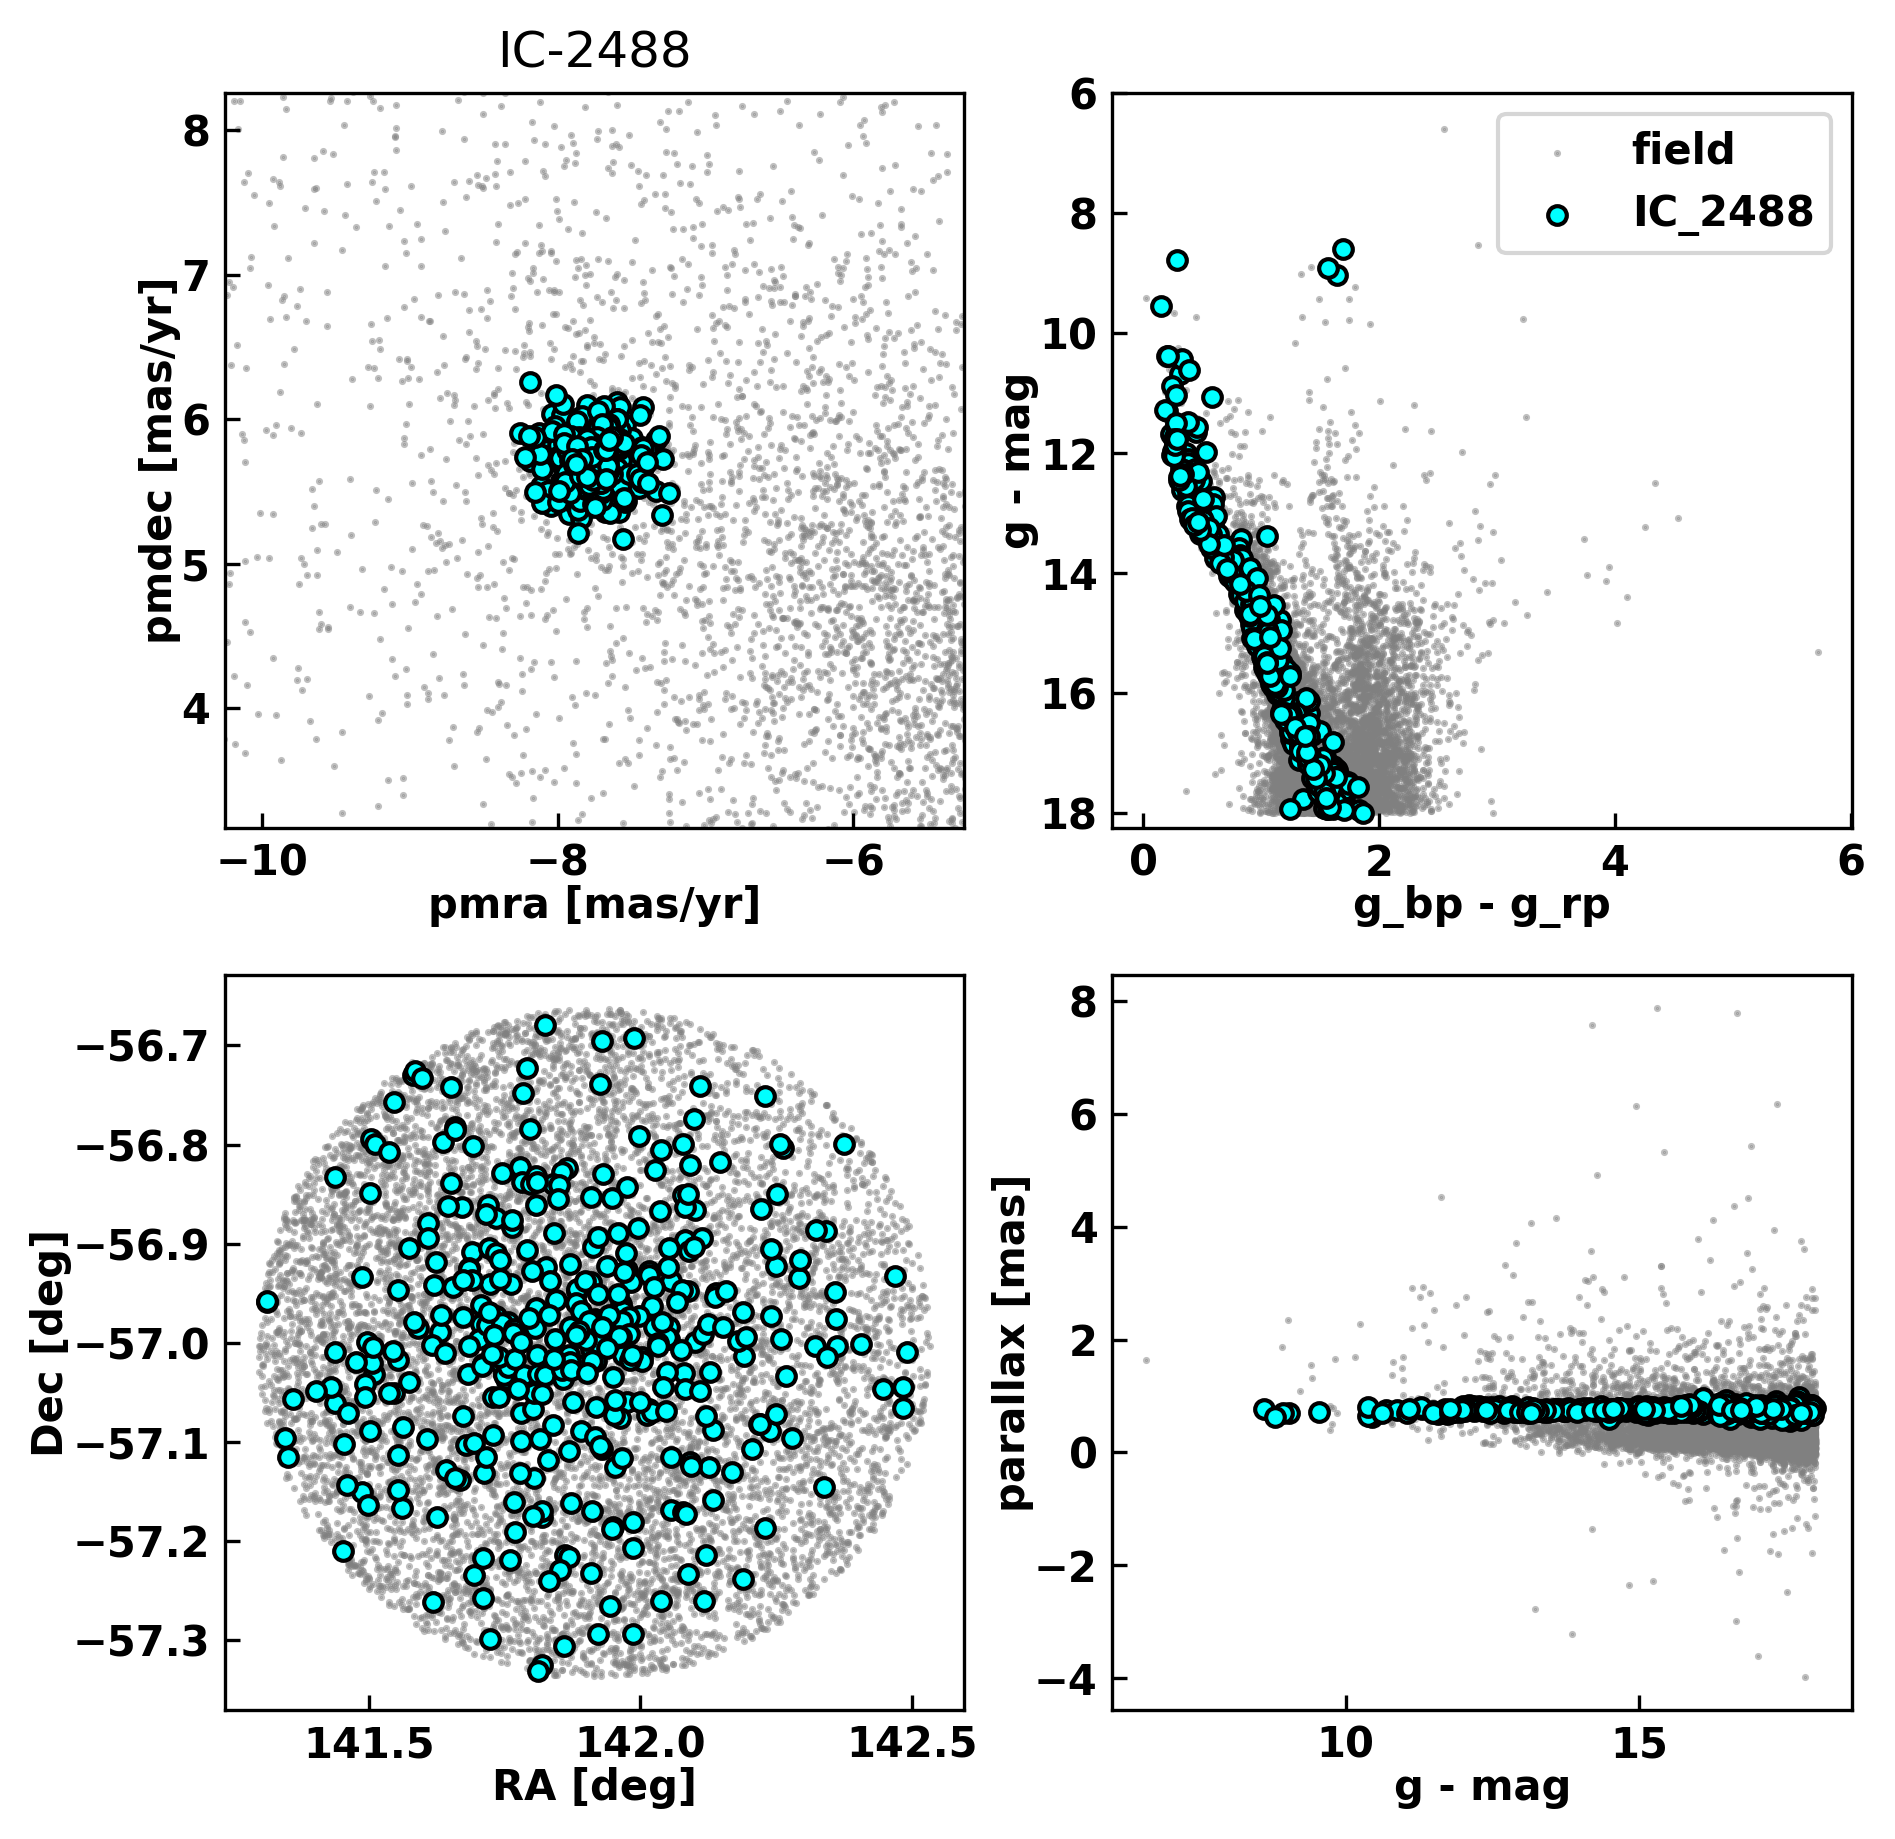 IC-2488
8
7
6
5
4
pmdec [mas/yr]
−10 −8 −6
pmra [mas/yr]
6
8
10
12
14
16
18
g - mag
field
IC_2488
0 2 4 6
g_bp - g_rp
−56.7
−56.8
−56.9
−57.0
−57.1
−57.2
−57.3
Dec [deg]
141.5 142.0 142.5
RA [deg]
8
6
4
2
0
−2
−4
parallax [mas]
10 15
g - mag